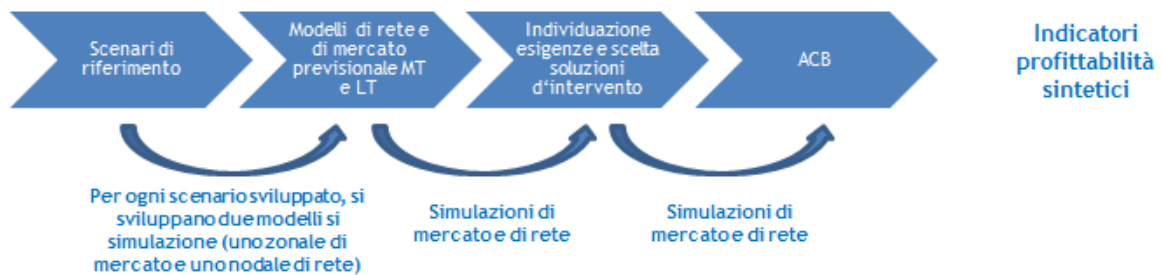 Scenari di
riferimento
Modelli di rete e
di mercato
previsionale MT
e LT
Individuazione
esigenze e scelta
soluzioni
d'intervento
ACB
Indicatori
profittabilità
sintetici
Per ogni scenario sviluppato, si
sviluppano due modelli si
simulazione (uno zonale di
mercato e uno nodale di rete)
Simulazioni di
mercato e di rete
Simulazioni di
mercato e di rete